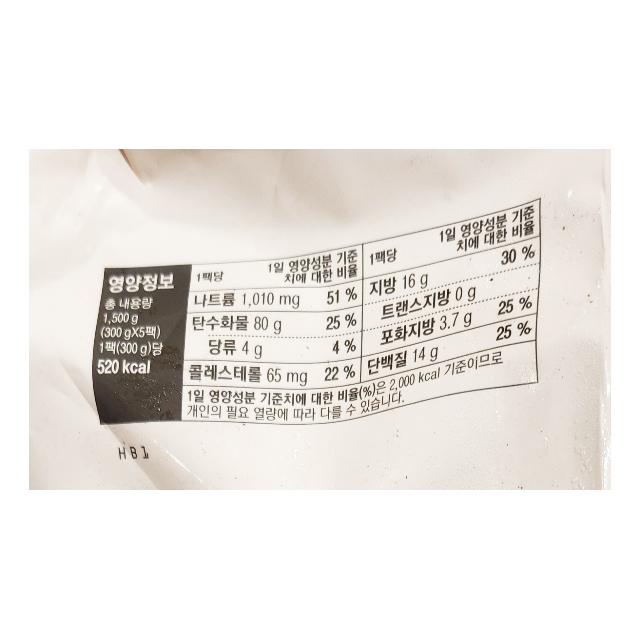 영양정보
총 내용량
1,500 g
(300 gX5팩)
1팩(300 g)당
520 kcal
1팩당 1일 영양성분 기준치에 대한 비율
나트륨 1,010 mg 51 %
탄수화물 80 g 25 %
당류 4 g 4 %
콜레스테롤 65 mg 22 %
1팩당 1일 영양성분 기준치에 대한 비율
지방 16 g 30 %
트랜스지방 0 g
포화지방 3.7 g 25 %
단백질 14 g 25 %
1일 영양성분 기준치에 대한 비율(%)은 2,000 kcal 기준이므로
개인의 필요 열량에 따라 다를 수 있습니다.
HB1